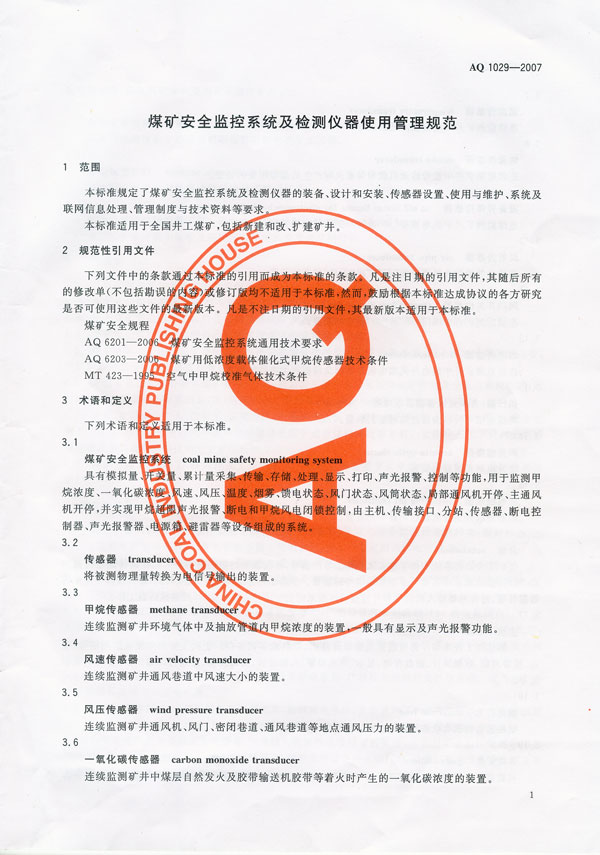 AQ 1029—2007
煤矿安全监控系统及检测仪器使用管理规范
1 范围
本标准规定了煤矿安全监控系统及检测仪器的装备、设计和安装、传感器设置、使用与维护、系统及
联网信息处理、管理制度与技术资料等要求。
本标准适用于全国井工煤矿,包括新建和改、扩建矿井。
2 规范性引用文件
下列文件中的条款通过本标准的引用而成为本标准的条款。凡是注日期的引用文件,其随后所有
的修改单(不包括勘误的内容)或修订版均不适用于本标准,然而,鼓励根据本标准达成协议的各方研究
是否可使用这些文件的最新版本。凡是不注日期的引用文件,其最新版本适用于本标准。
煤矿安全规程
AQ 6201—2006 煤矿安全监控系统通用技术要求
AQ 6203—2006 煤矿用低浓度载体催化式甲烷传感器技术条件
MT 423—1995 空气中甲烷校准气体技术条件
3 术语和定义
下列术语和定义适用于本标准。
3.1
煤矿安全监控系统 coal mine safety monitoring system
具有模拟量、开关量、累计量采集、传输、存储、处理、显示、打印、声光报警、控制等功能,用于监测甲
烷浓度、一氧化碳浓度、风速、风压、温度、烟雾、馈电状态、风门状态、风筒状态、局部通风机开停、主通风
机开停,并实现甲烷超限声光报警、断电和甲烷风电闭锁控制,由主机、传输接口、分站、传感器、断电控
制器、声光报警器、电源箱、避雷器等设备组成的系统。
3.2
传感器 transducer
将被测物理量转换为电信号输出的装置。
3.3
甲烷传感器 methane transducer
连续监测矿井环境气体中及抽放管道内甲烷浓度的装置,一般具有显示及声光报警功能。
3.4
风速传感器 air velocity transducer
连续监测矿井通风巷道中风速大小的装置。
3.5
风压传感器 wind pressure transducer
连续监测矿井通风机、风门、密闭巷道、通风巷道等地点通风压力的装置。
3.6
一氧化碳传感器 carbon monoxide transducer
连续监测矿井中煤层自然发火及胶带输送机胶带等着火时产生的一氧化碳浓度的装置。
1
CHINA COAL INDUSTRY PUBLISHING HOUSE
AQ